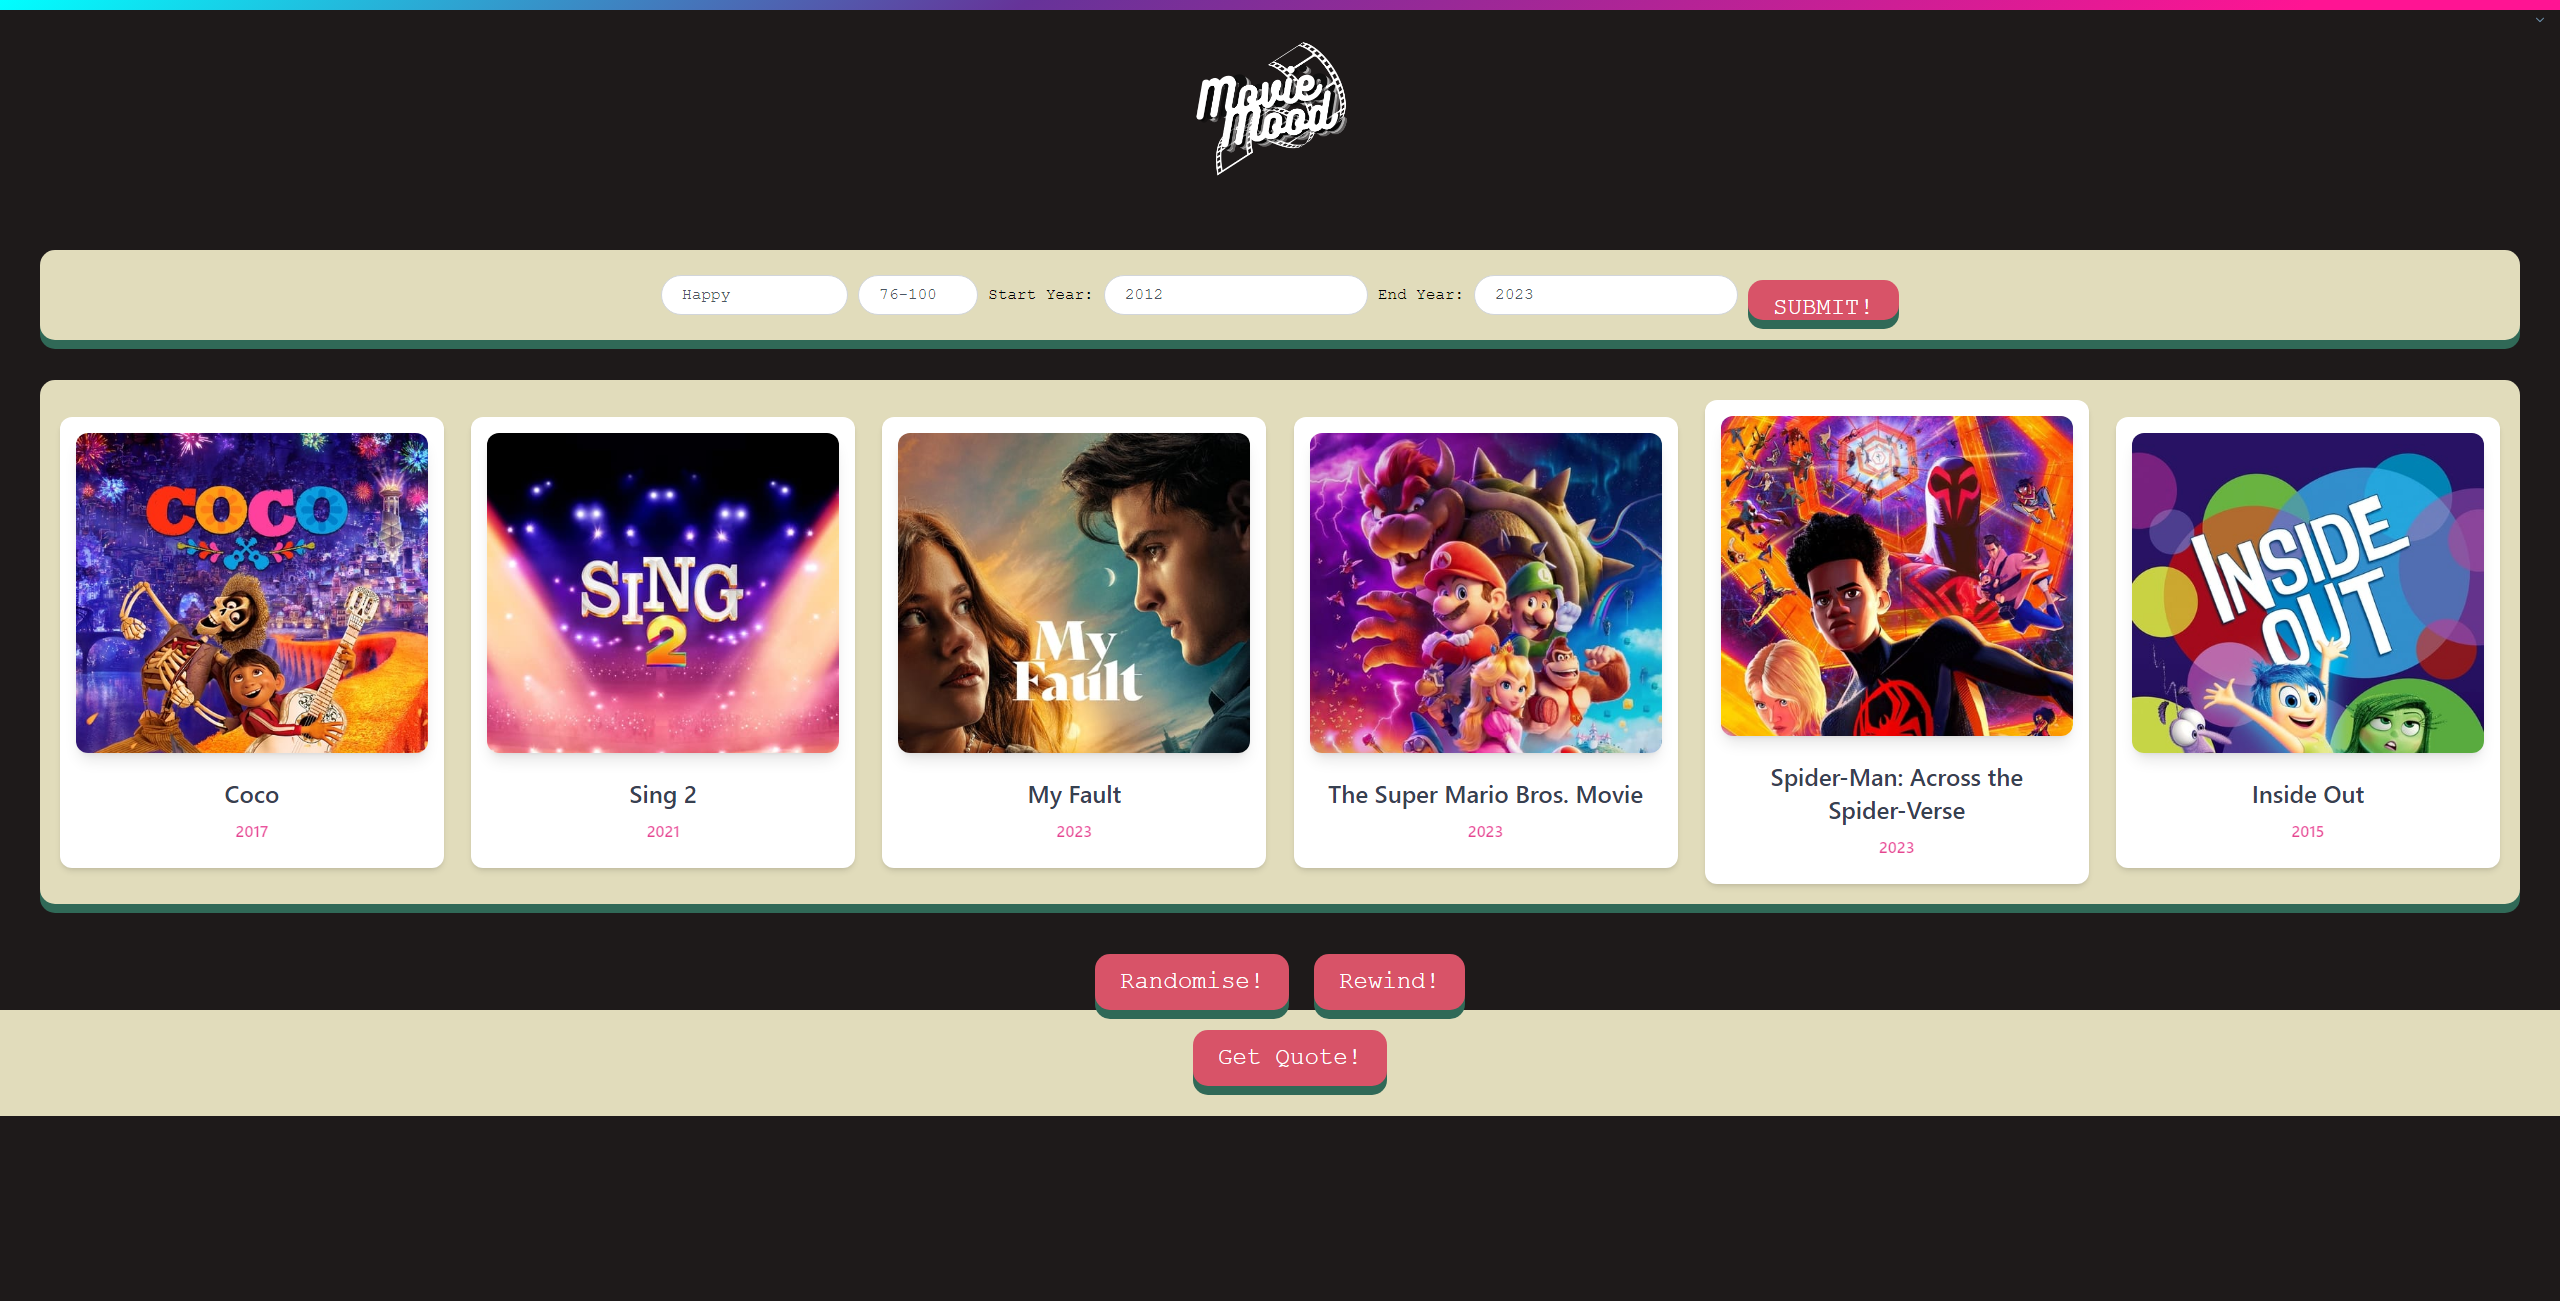 Movie
Mood
Happy
76-100
Start Year:
2012
End Year:
2023
SUBMIT!
COCO
Coco
2017
SING
2
Sing 2
2021
My
Fault
My Fault
2023
The Super Mario Bros. Movie
2023
Spider-Man: Across the
Spider-Verse
2023
INSIDE
OUT
Inside Out
2015
Randomise!
Rewind!
Get Quote!